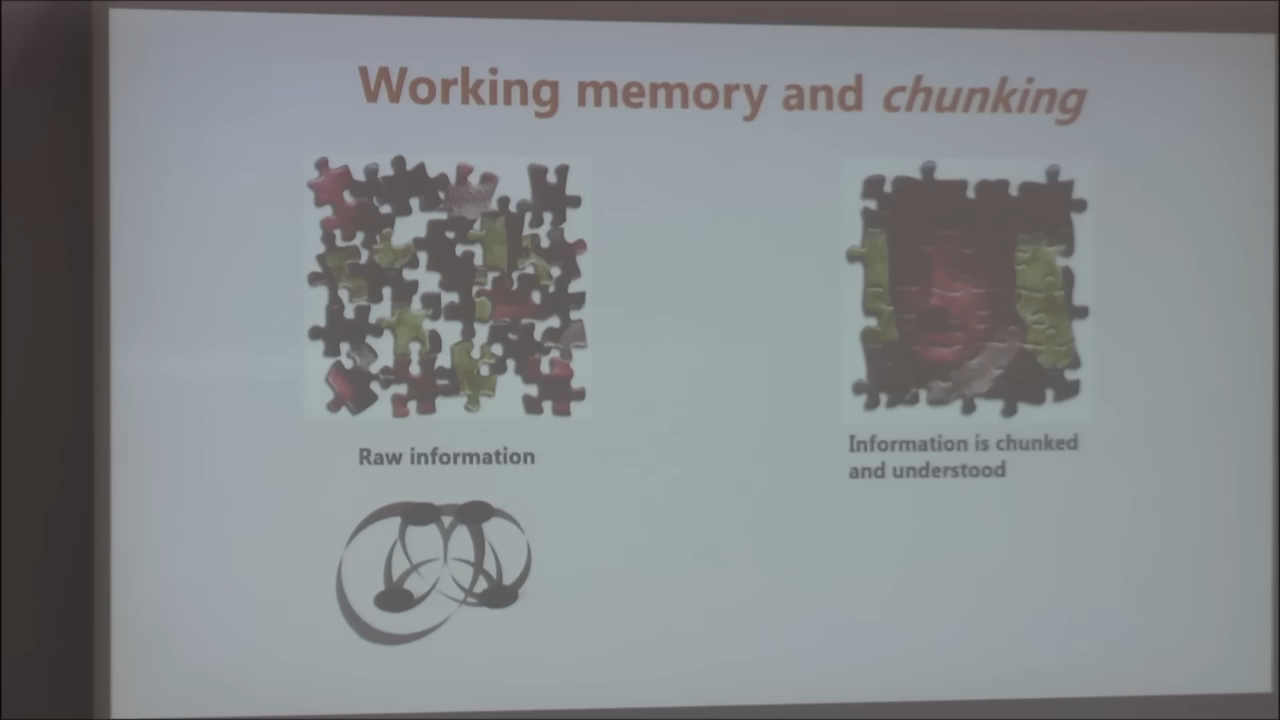 Working memory and chunking
Raw information
Information is chunked
and understood